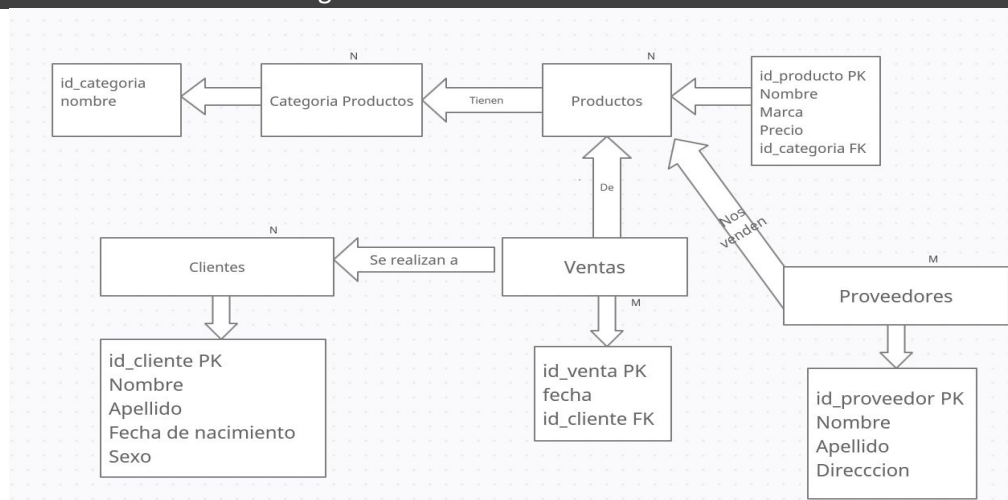 N
N
id_categoria
nombre
Categoria Productos
Tienen
Productos
id_producto PK
Nombre
Marca
Precio
id_categoria FK
De
Nos
venden
N
Clientes
Se realizan a
Ventas
M
M
Proveedores
id_cliente PK
Nombre
Apellido
Fecha de nacimiento
Sexo
id_venta PK
fecha
id_cliente FK
id_proveedor PK
Nombre
Apellido
Direcccion